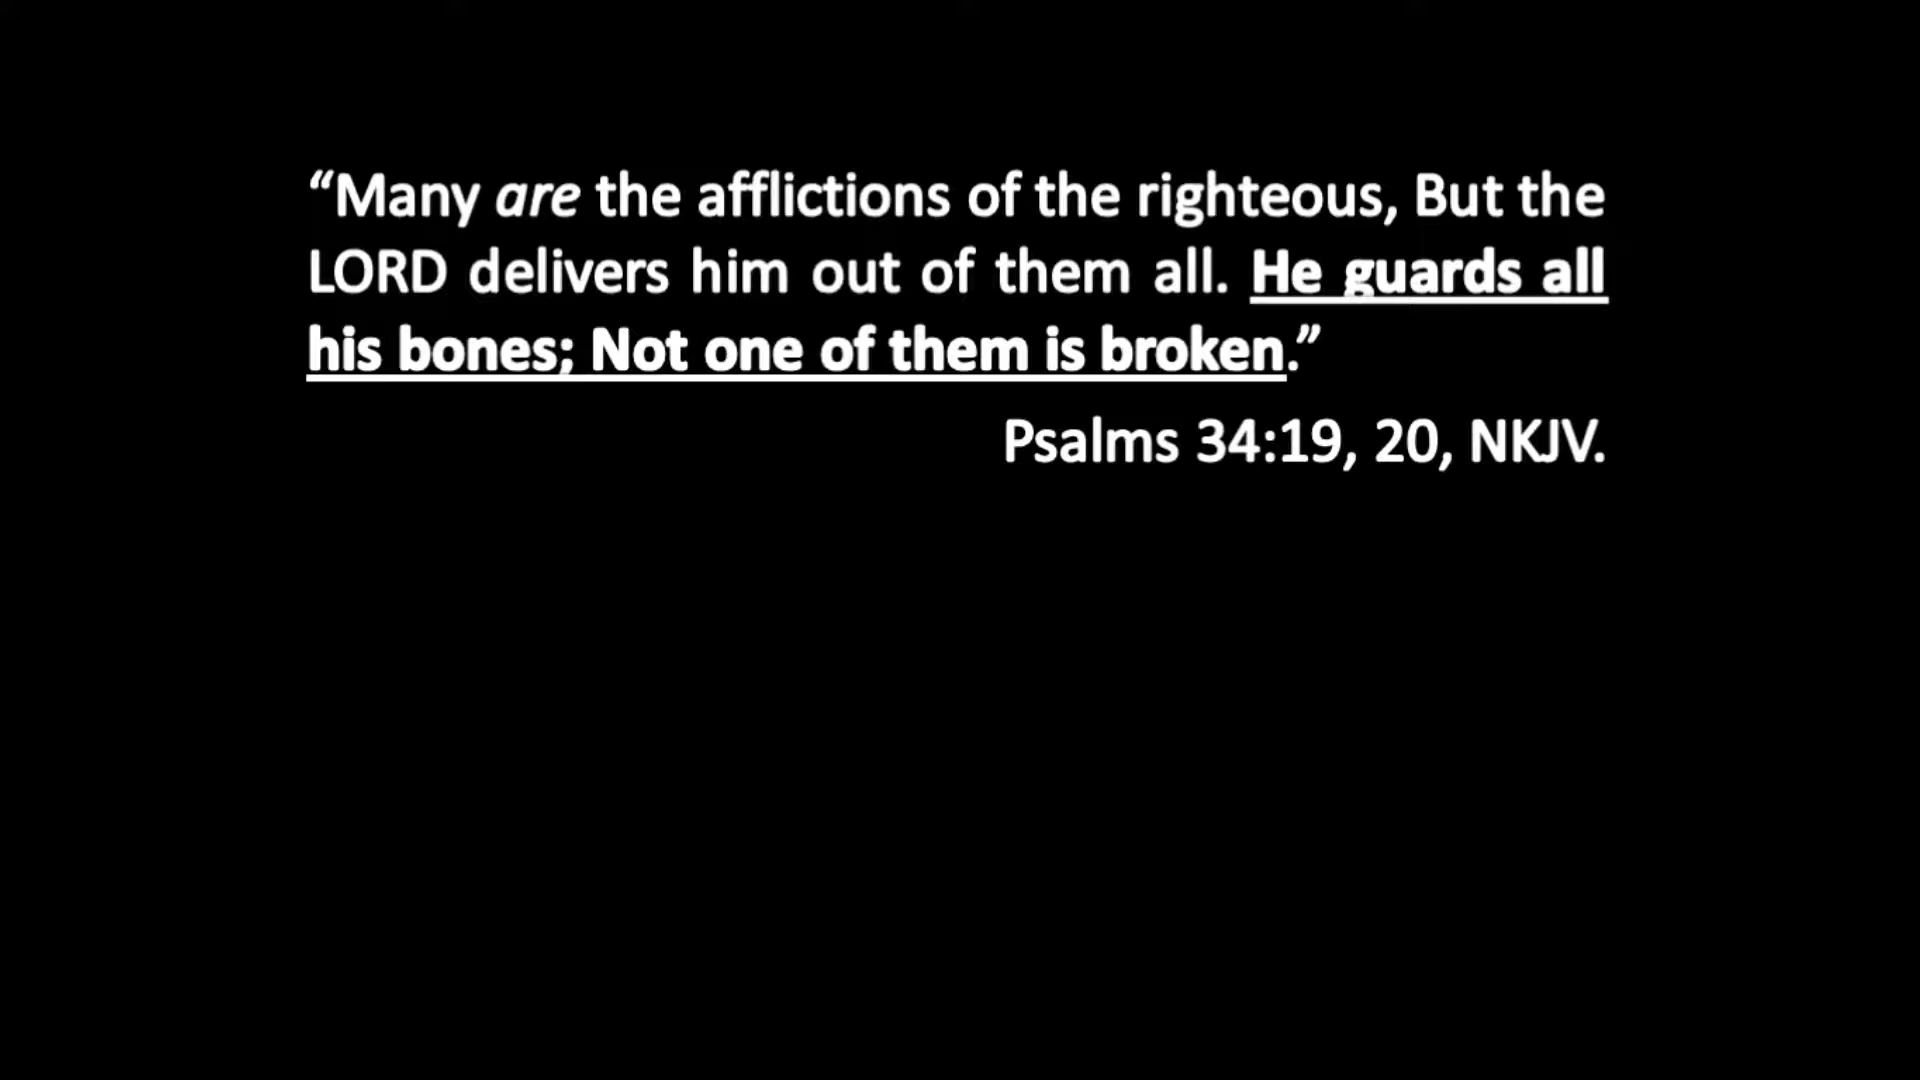 “Many are the afflictions of the righteous, But the
LORD delivers him out of them all. He guards all
his bones; Not one of them is broken.”
Psalms 34:19, 20, NKJV.